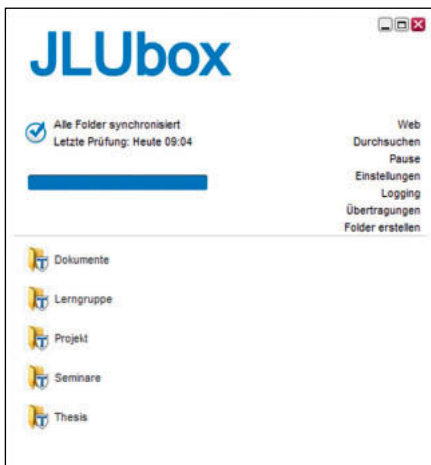 JLUbox
Alle Folder synchronisiert
Letzte Prüfung: Heute 09:04
Web
Durchsuchen
Pause
Einstellungen
Logging
Übertragungen
Folder erstellen
Dokumente
Lerngruppe
Projekt
Seminare
Thesis